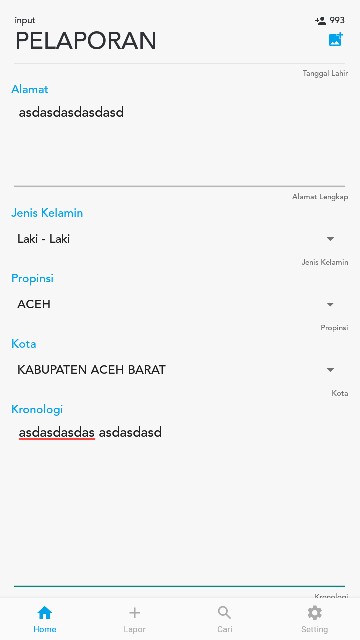 input
993
PELAPORAN
Tanggal Lahir
Alamat
asdasdasdasdasd
Alamat Lengkap
Jenis Kelamin
Laki - Laki
Jenis Kelamin
Propinsi
ACEH
Propinsi
Kota
KABUPATEN ACEH BARAT
Kota
Kronologi
asdasdasdas asdasdasd
Kronologi
Home
Lapor
Cari
Setting